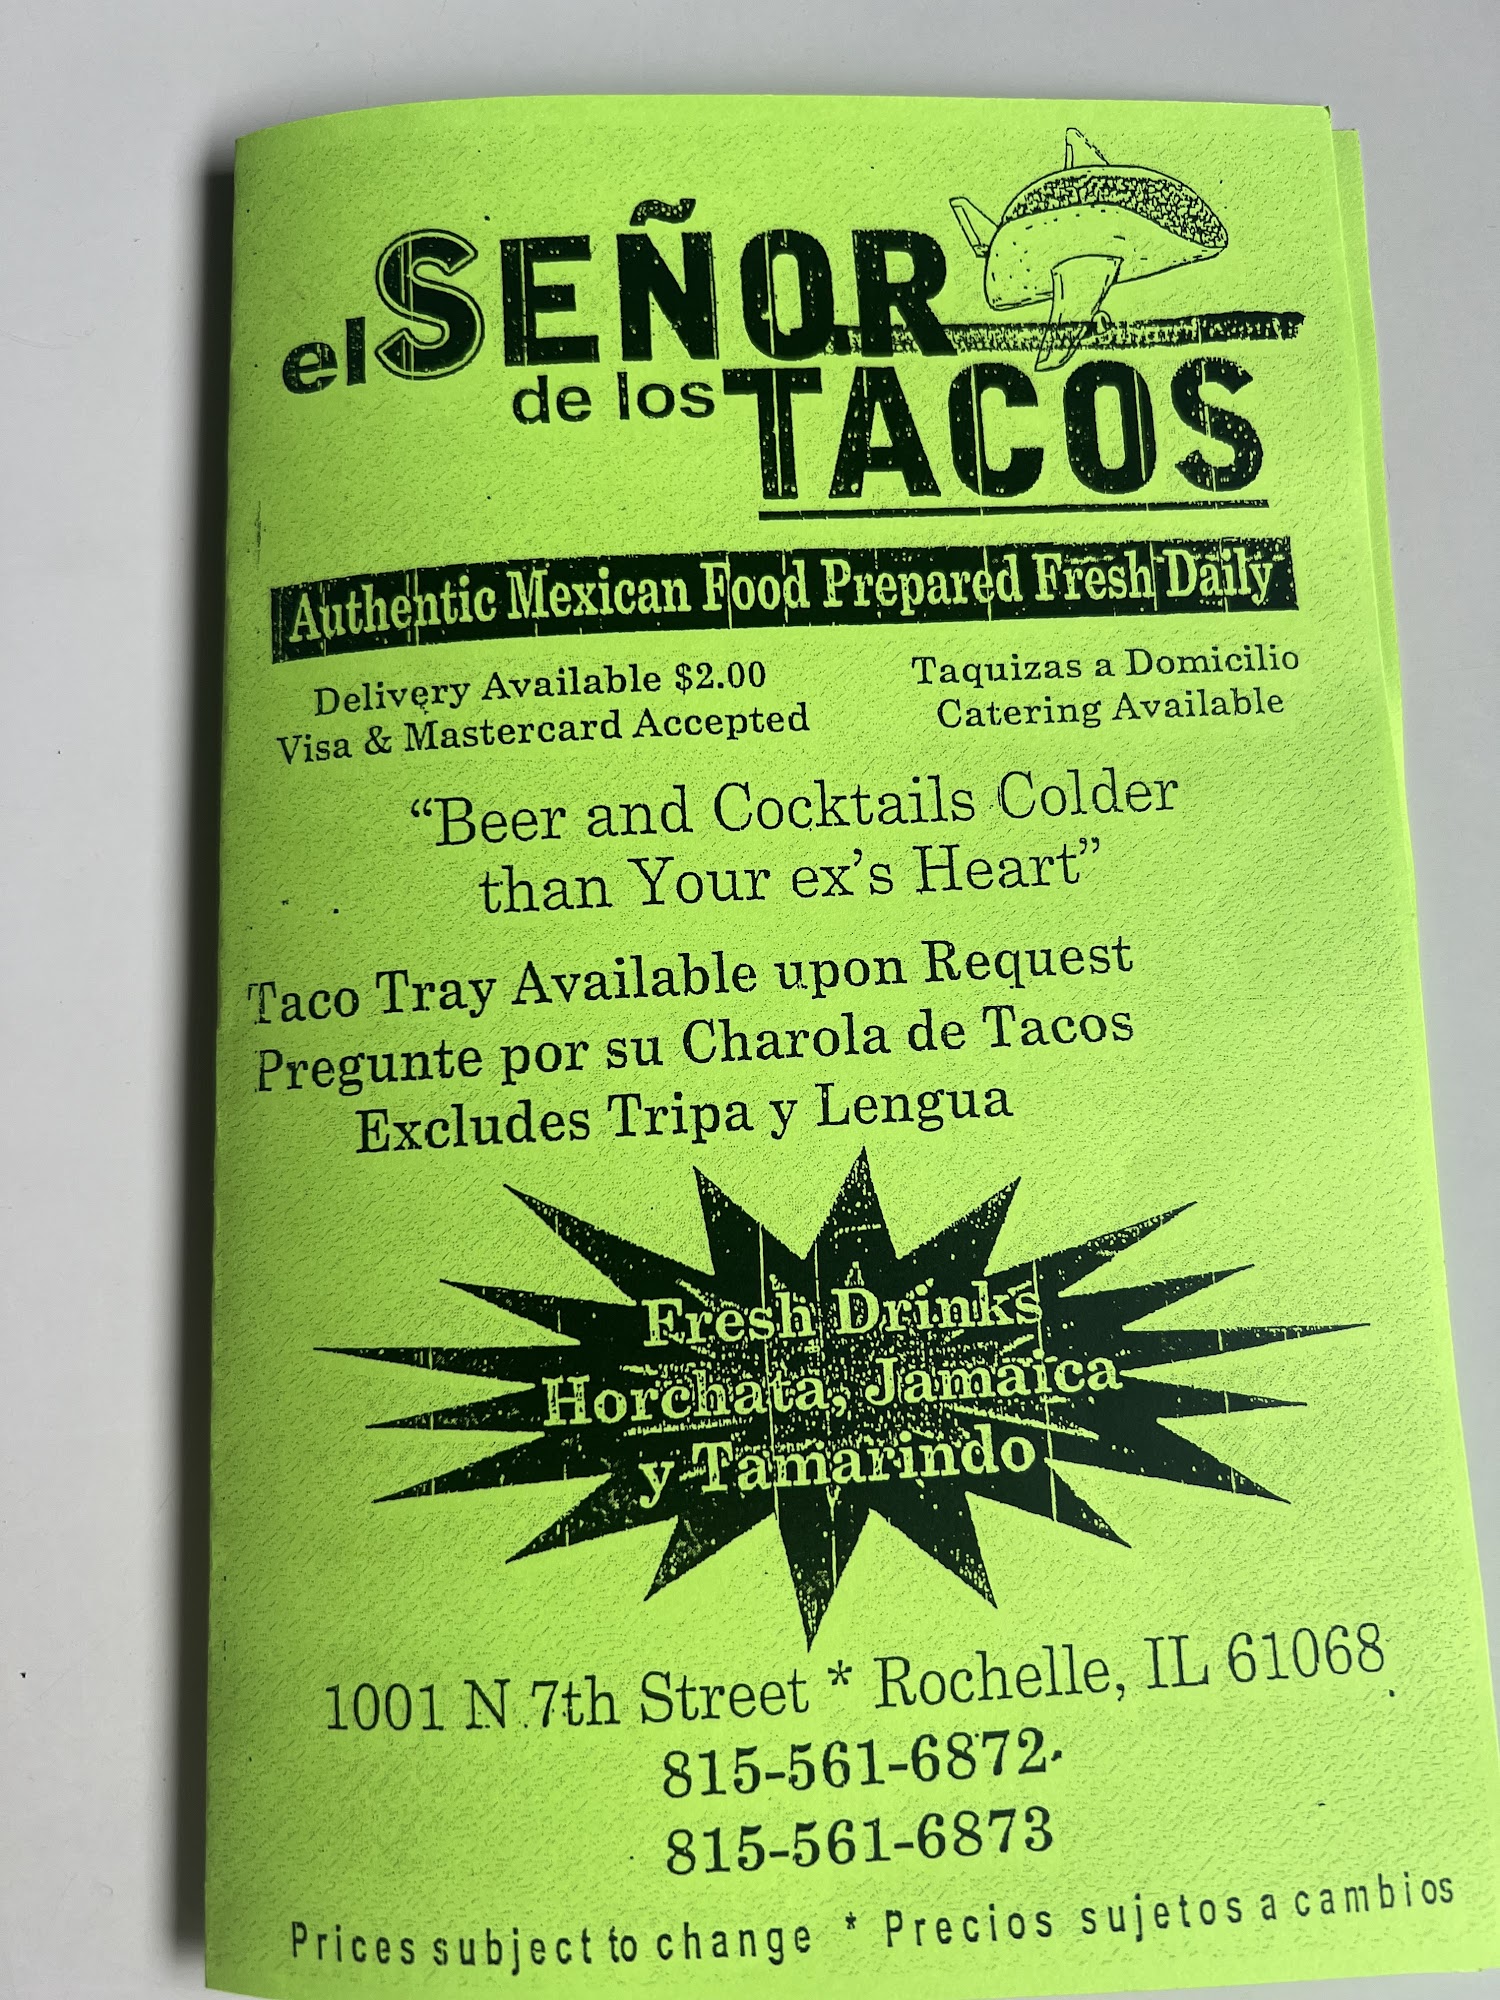 el SEÑOR
de los TACOS
Authentic Mexican Food Prepared Fresh Daily
Delivery Available $2.00
Visa & Mastercard Accepted
Taquizas a Domicilio
Catering Available
“Beer and Cocktails Colder
than Your ex’s Heart”
Taco Tray Available upon Request
Pregunte por su Charola de Tacos
Excludes Tripa y Lengua
Fresh Drinks
Horchata, Jamaica
y Tamarindo
1001 N 7th Street * Rochelle, IL 61068
815-561-6872
815-561-6873
Prices subject to change * Precios sujetos a cambios